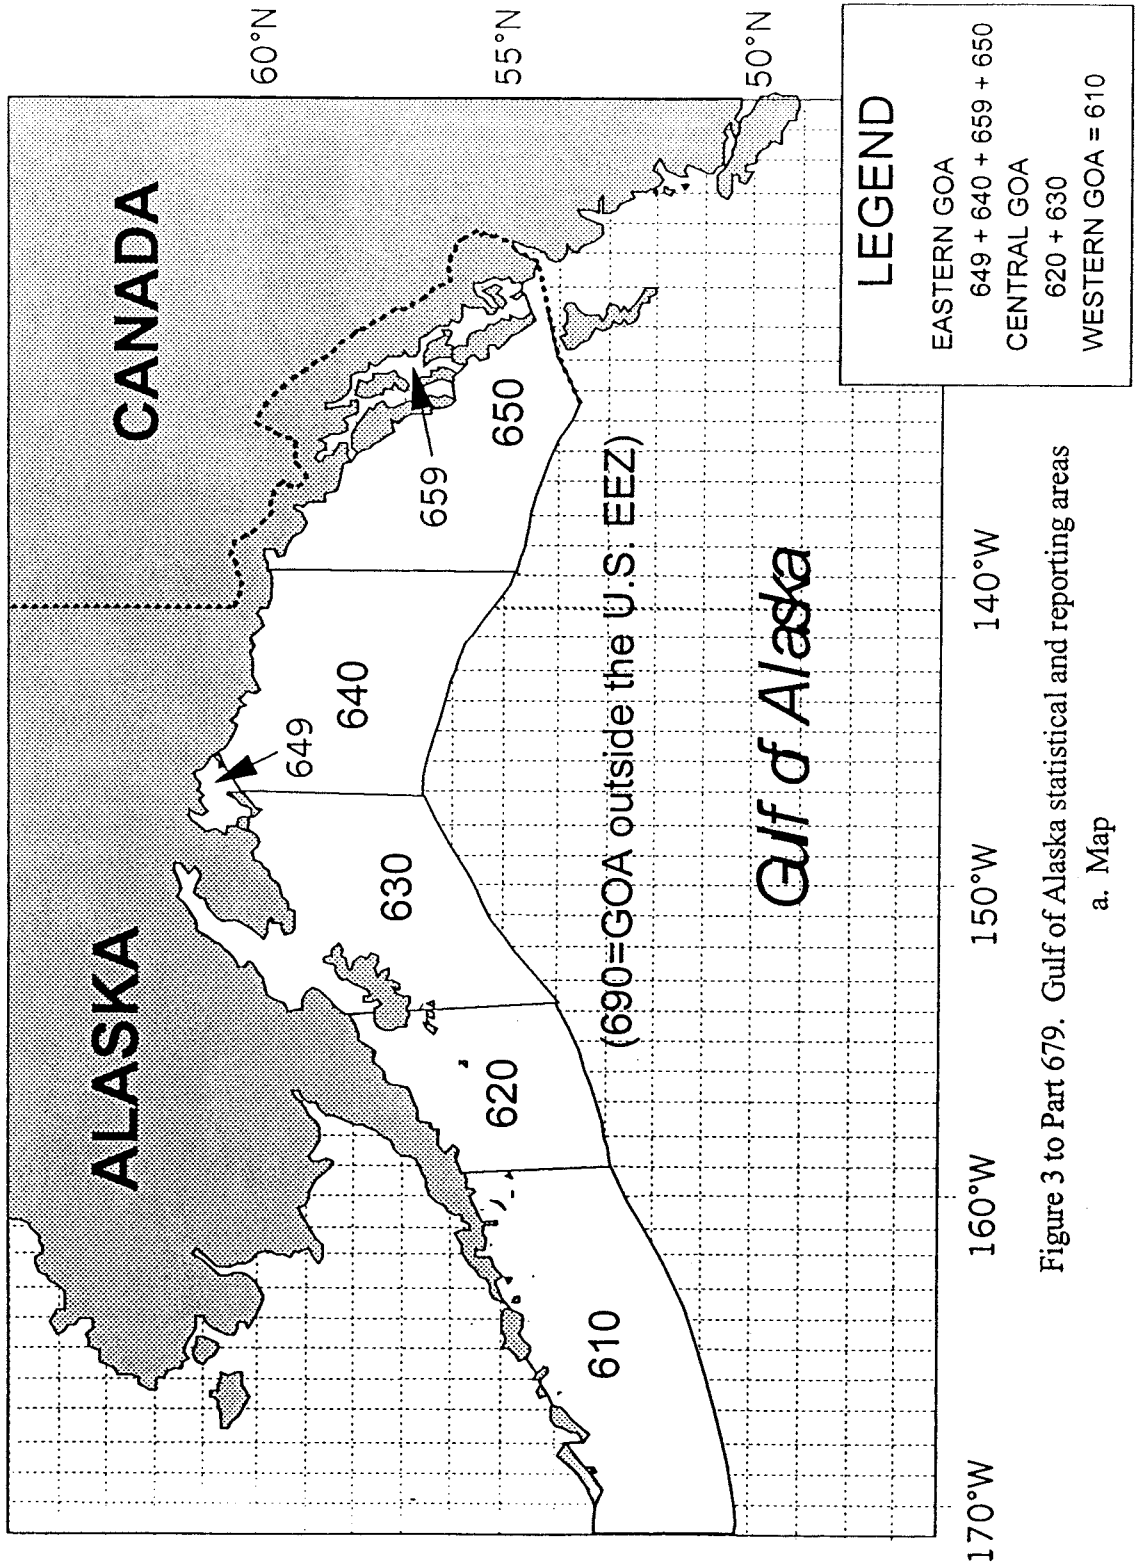 CANADA
ALASKA
60°N
55°N
50°N
649
640
659
650
630
620
610
(690=GOA outside the U.S. EEZ)
Gulf of Alaska
170°W
160°W
150°W
140°W
LEGEND
EASTERN GOA
649 + 640 + 659 + 650
CENTRAL GOA
620 + 630
WESTERN GOA = 610
Figure 3 to Part 679. Gulf of Alaska statistical and reporting areas
a. Map